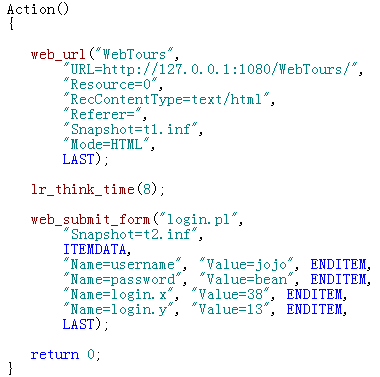 Action()
{
web_url("WebTours",
"URL=http://127.0.0.1:1080/WebTours/",
"Resource=0",
"RecContentType=text/html",
"Referer=",
"Snapshot=t1.inf",
"Mode=HTML",
LAST);
lr_think_time(8);
web_submit_form("login.pl",
"Snapshot=t2.inf",
ITEMDATA,
"Name=username", "Value=jojo", ENDITEM,
"Name=password", "Value=bean", ENDITEM,
"Name=login.x", "Value=38", ENDITEM,
"Name=login.y", "Value=13", ENDITEM,
LAST);
return 0;
}